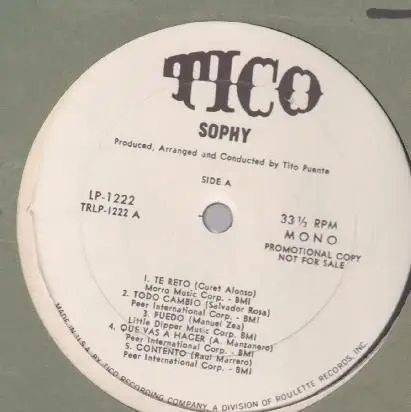 TICO
SOPHY
Produced, Arranged and Conducted by Tito Puente
SIDE A
LP-1222
TRLP-1222 A
33 1/3 RPM
MONO
PROMOTIONAL COPY
NOT FOR SALE
1. TE RETO (Curet Alonso)
Morro Music Corp. - BMI
2. TODO CAMBIO (Salvador Rosa)
Peer International Corp. - BMI
3. PUEDO (Manuel Zea)
Little Dipper Music Corp. - BMI
4. QUE VAS A HACER (A. Manzanero)
Peer International Corp. - BMI
5. CONTENTO (Raul Marrero)
Peer International Corp. - BMI
MADE IN U.S.A. BY TICO RECORDING COMPANY, A DIVISION OF ROULETTE RECORDS, INC.